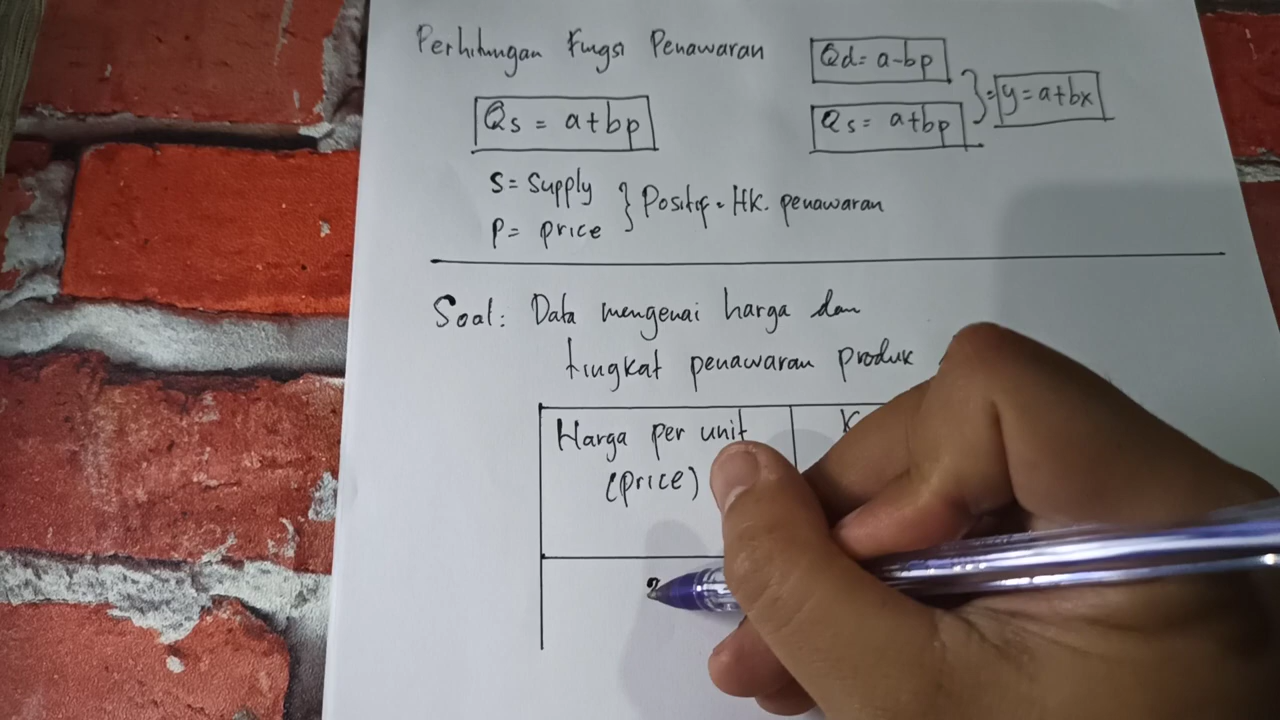 Perhitungan Fungsi Penawaran
Qd = a-bp
Qs = a+bp
} = y = a+bx
Qs = a+bp
S = Supply
P = price
} Positif = Hk. penawaran
Soal: Data mengenai harga dan
tingkat penawaran produk
Harga per unit
(price)
K